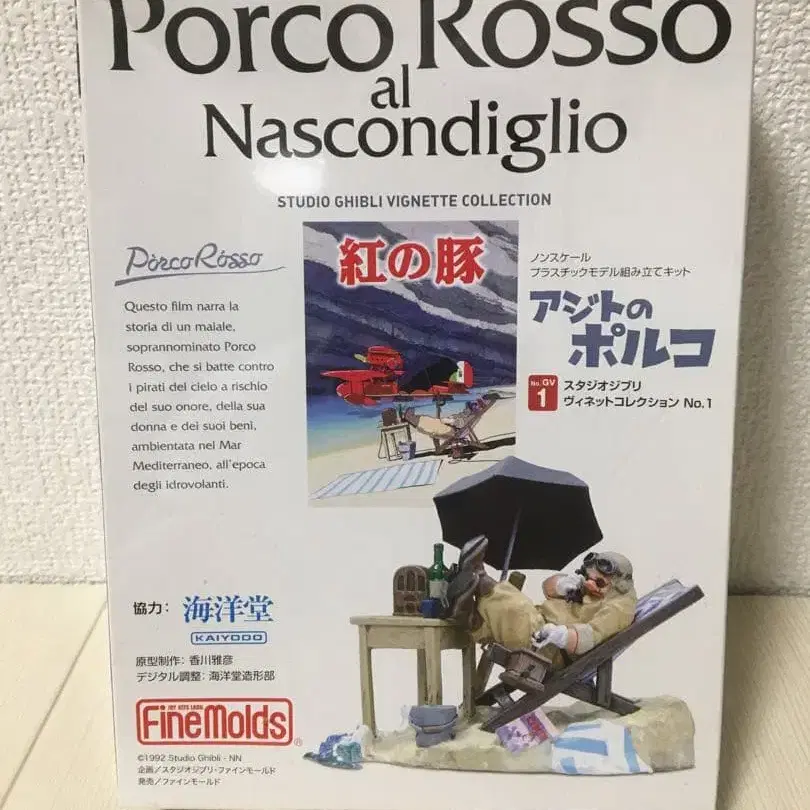 Porco Rosso
al
Nascondiglio
STUDIO GHIBLI VIGNETTE COLLECTION
Porco Rosso
Questo film narra la
storia di un maiale,
soprannominato Porco
Rosso, che si batte contro
i pirati del cielo a rischio
del suo onore, della sua
donna e dei suoi beni,
ambientata nel Mar
Mediterraneo, all'epoca
degli idrovolanti.
紅の豚
ノンスケール
プラスチックモデル組み立てキット
アジトの
ポルコ
No. GV
1
スタジオジブリ
ヴィネットコレクション No.1
協力: 海洋堂
KAIYODO
原型制作: 香川雅彦
デジタル調整: 海洋堂造形部
FineMolds
®
©1992 Studio Ghibli・NN
企画／スタジオジブリ・ファインモールド
発売／ファインモールド